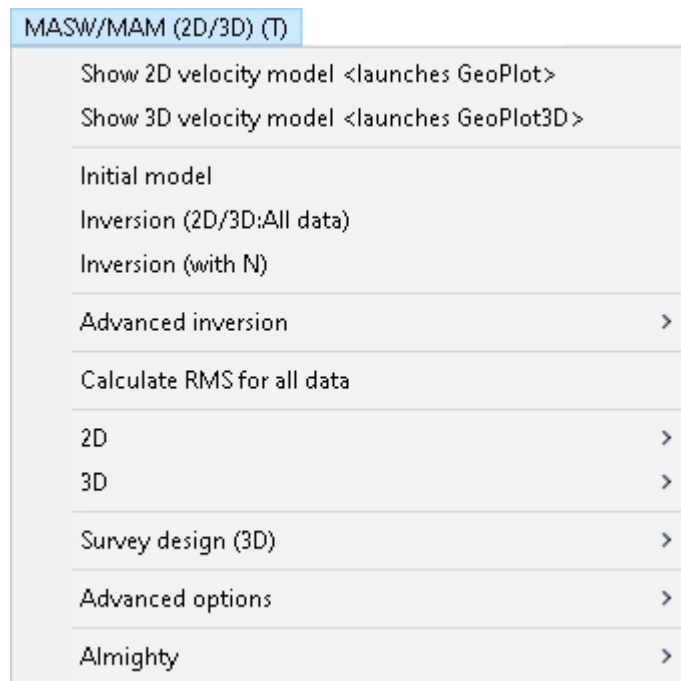 MASW/MAM (2D/3D) (T)
Show 2D velocity model <launches GeoPlot>
Show 3D velocity model <launches GeoPlot3D>
Initial model
Inversion (2D/3D:All data)
Inversion (with N)
Advanced inversion
Calculate RMS for all data
2D
3D
Survey design (3D)
Advanced options
Almighty